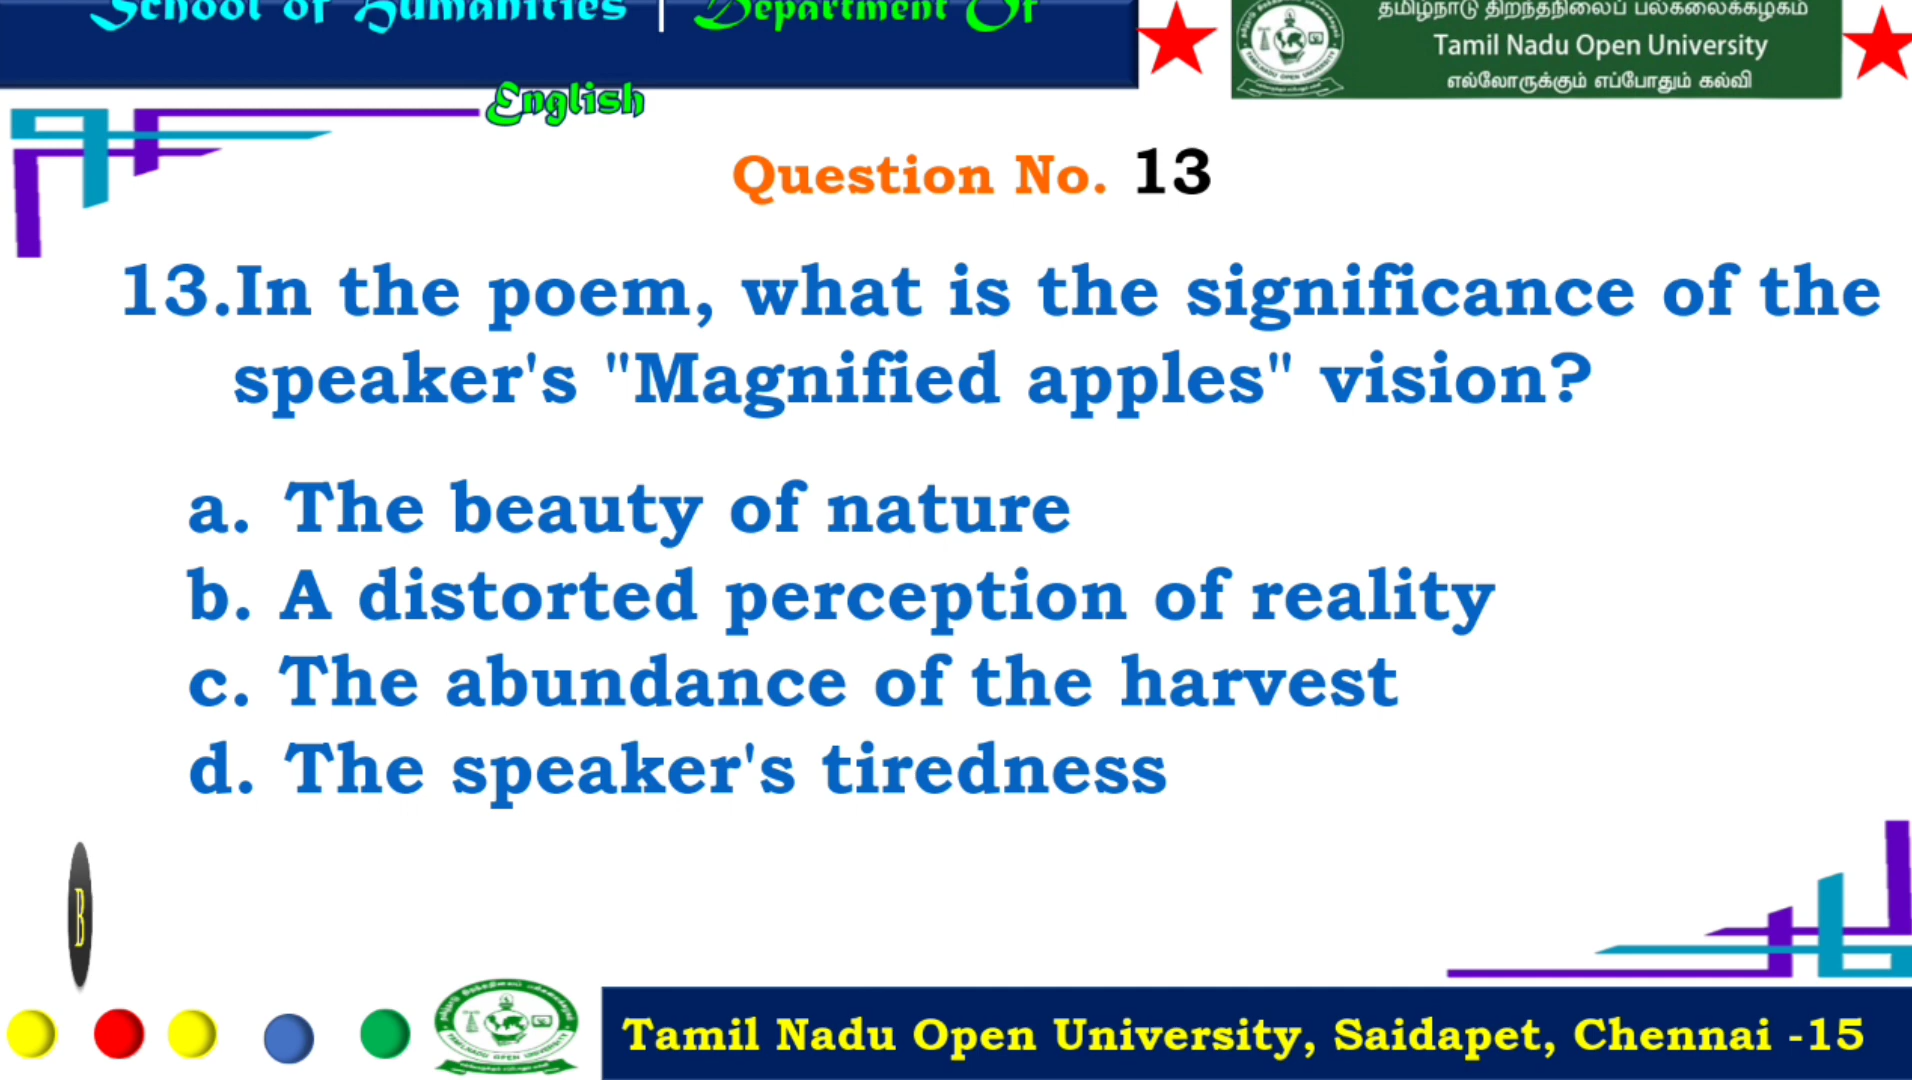 School of Humanities | Department Of
English
தமிழ்நாடு திறந்தநிலைப் பல்கலைக்கழகம்
Tamil Nadu Open University
எல்லோருக்கும் எப்போதும் கல்வி
Question No. 13
13.In the poem, what is the significance of the
speaker's "Magnified apples" vision?
a. The beauty of nature
b. A distorted perception of reality
c. The abundance of the harvest
d. The speaker's tiredness
B
Tamil Nadu Open University, Saidapet, Chennai -15